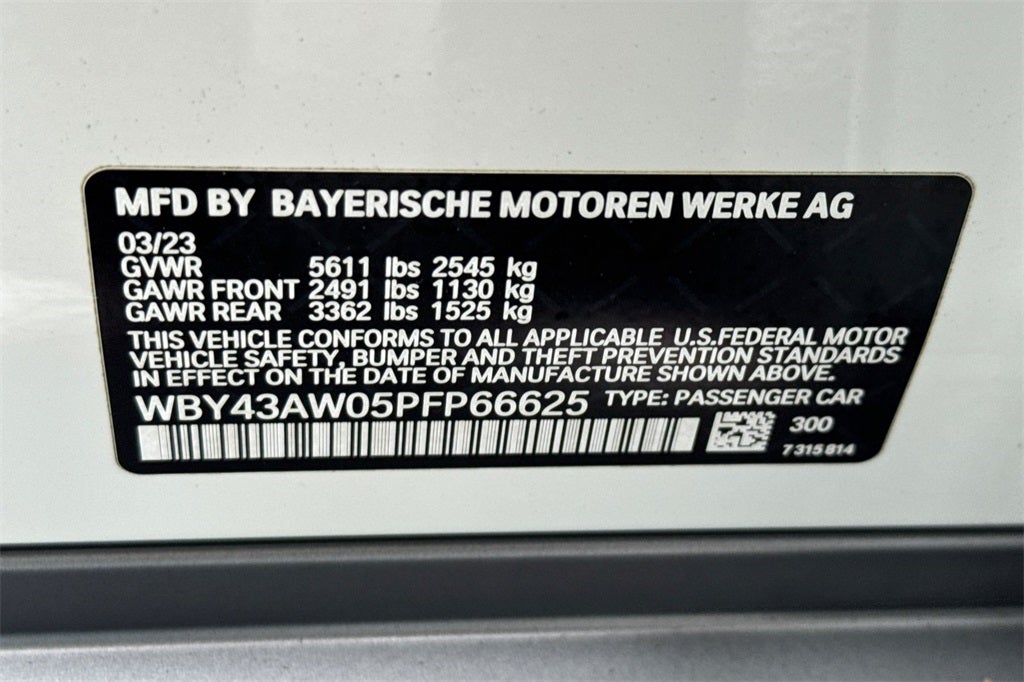 MFD BY BAYERISCHE MOTOREN WERKE AG
03/23
GVWR 5611 lbs 2545 kg
GAWR FRONT 2491 lbs 1130 kg
GAWR REAR 3362 lbs 1525 kg
THIS VEHICLE CONFORMS TO ALL APPLICABLE U.S.FEDERAL MOTOR
VEHICLE SAFETY, BUMPER AND THEFT PREVENTION STANDARDS
IN EFFECT ON THE DATE OF MANUFACTURE SHOWN ABOVE.
WBY43AW05PFP66625 TYPE: PASSENGER CAR
300
7 315 814